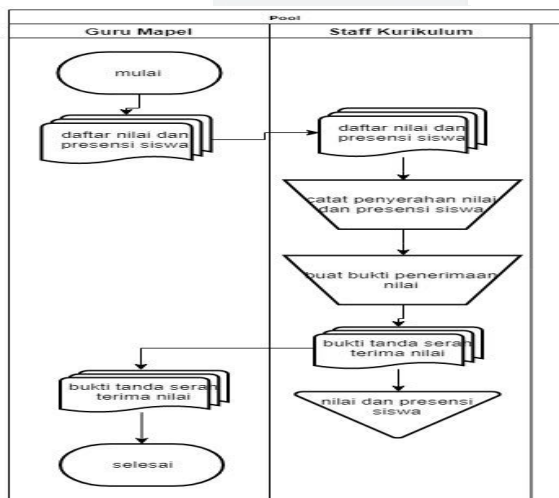 Pool
Guru Mapel
Staff Kurikulum
mulai
daftar nilai dan
presensi siswa
daftar nilai dan
presensi siswa
catat penyerahan nilai
dan presensi siswa
buat bukti penerimaan
nilai
bukti tanda serah
terima nilai
bukti tanda serah
terima nilai
nilai dan presensi
siswa
selesai